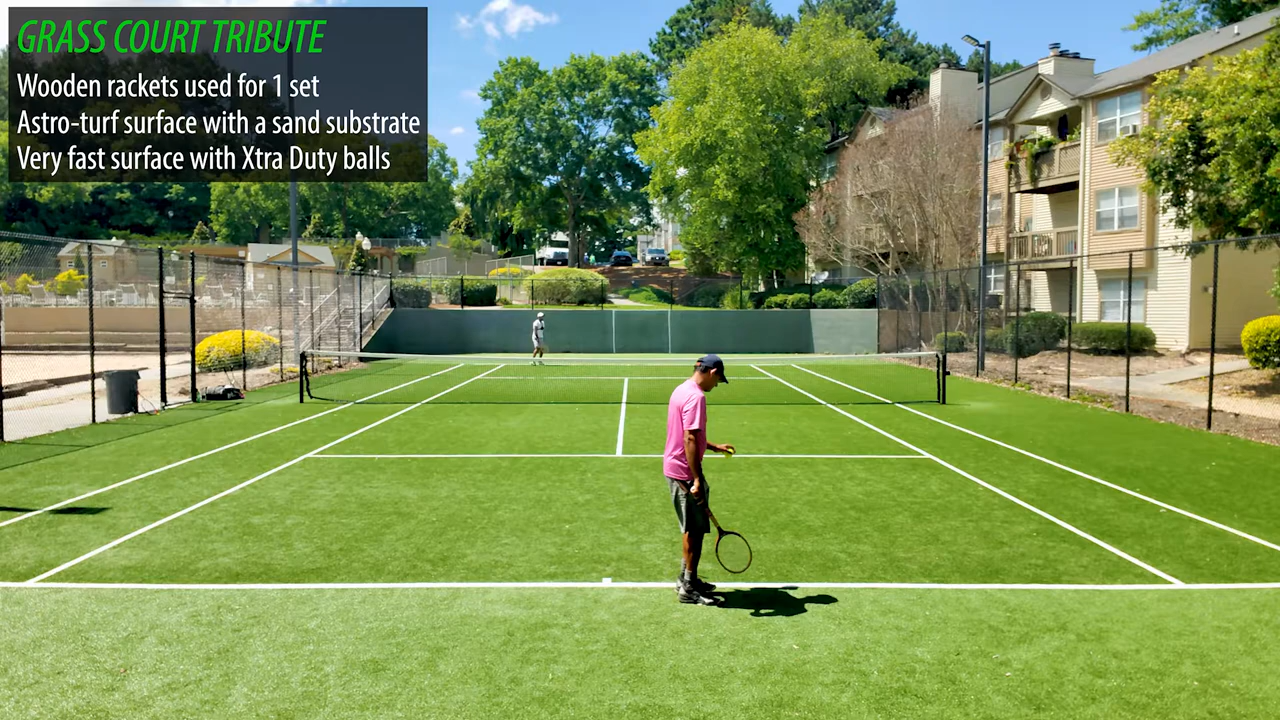 GRASS COURT TRIBUTE
Wooden rackets used for 1 set
Astro-turf surface with a sand substrate
Very fast surface with Xtra Duty balls